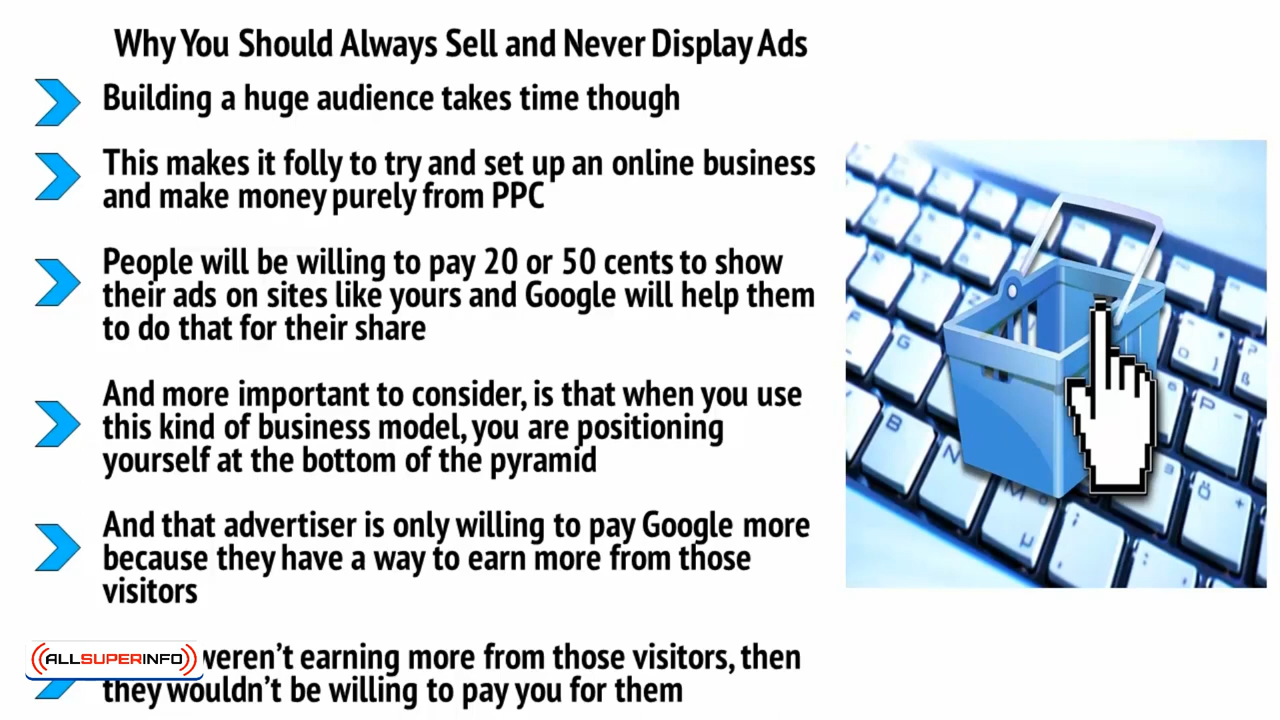 Why You Should Always Sell and Never Display Ads
Building a huge audience takes time though
This makes it folly to try and set up an online business
and make money purely from PPC
People will be willing to pay 20 or 50 cents to show
their ads on sites like yours and Google will help them
to do that for their share
And more important to consider, is that when you use
this kind of business model, you are positioning
yourself at the bottom of the pyramid
And that advertiser is only willing to pay Google more
because they have a way to earn more from those
visitors
weren't earning more from those visitors, then
they wouldn't be willing to pay you for them
ALLSUPERINFO
G
B
N
M
µ
P
Ö
+